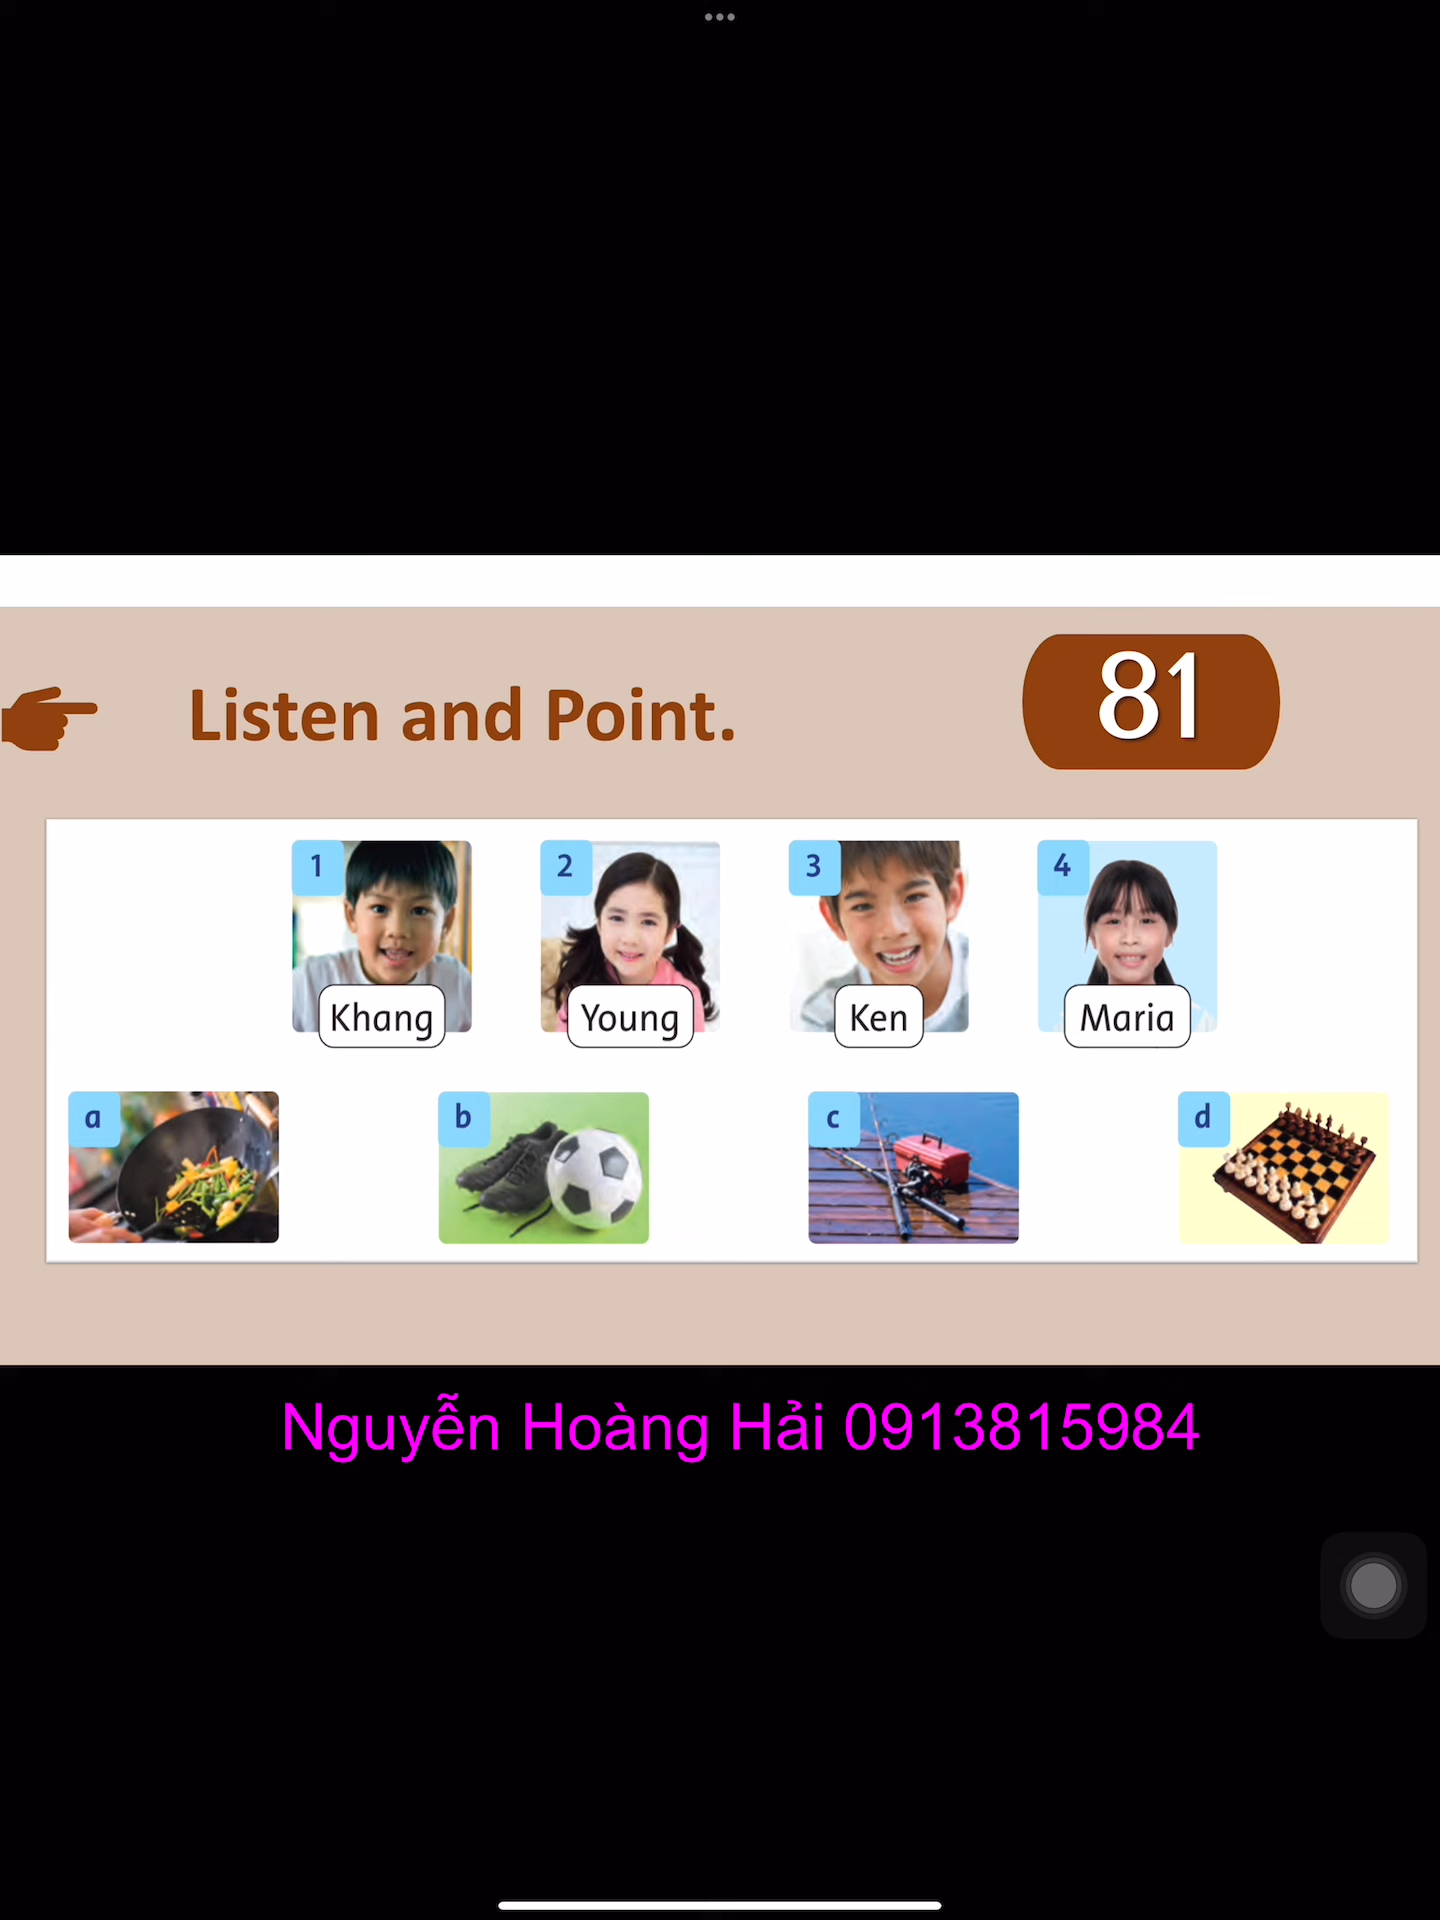 Listen and Point.
81
1
2
3
4
Khang
Young
Ken
Maria
a
b
c
d
Nguyễn Hoàng Hải 0913815984